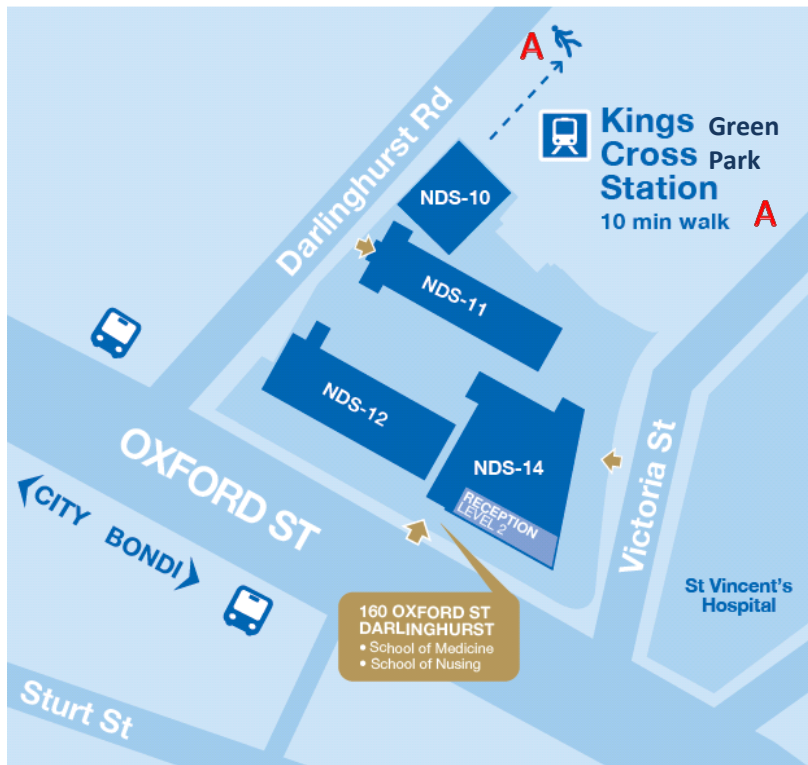 A
Darlinghurst Rd
Kings Green
Cross Park
Station
10 min walk A
NDS-10
NDS-11
NDS-12
NDS-14
RECEPTION
LEVEL 2
OXFORD ST
CITY BONDI
Victoria St
St Vincent's
Hospital
160 OXFORD ST
DARLINGHURST
• School of Medicine
• School of Nusing
Sturt St